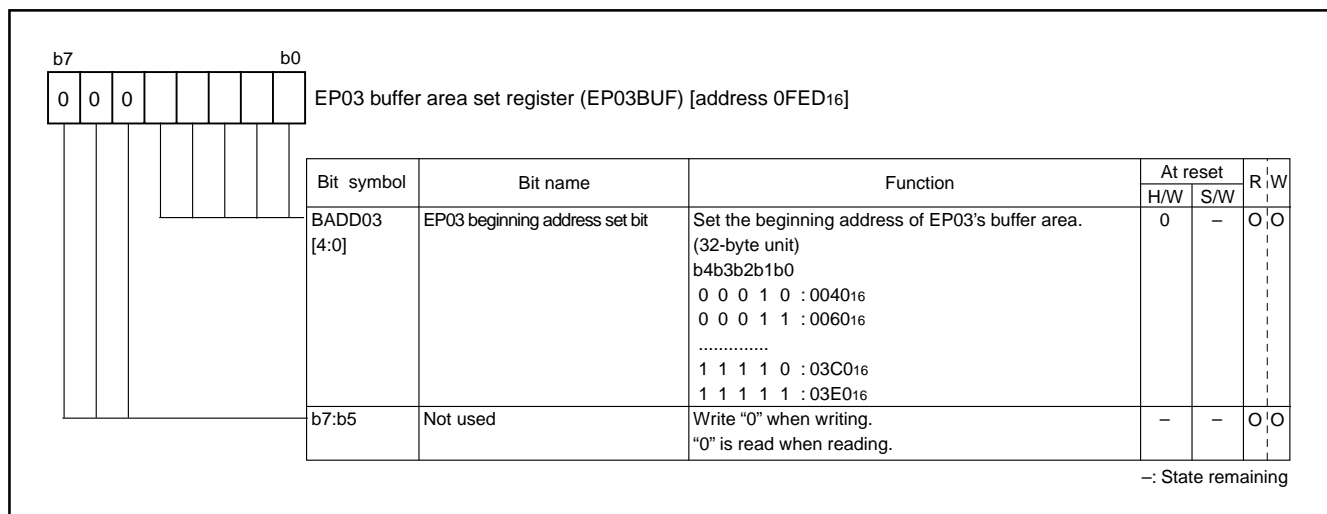 b7 b0
0 0 0 EP03 buffer area set register (EP03BUF) [address 0FED16]
Bit symbol Bit name Function At reset R W
H/W S/W
BADD03 EP03 beginning address set bit Set the beginning address of EP03’s buffer area. 0 – O O
[4:0] (32-byte unit)
b4b3b2b1b0
0 0 0 1 0 : 004016
0 0 0 1 1 : 006016
..............
1 1 1 1 0 : 03C016
1 1 1 1 1 : 03E016
b7:b5 Not used Write “0” when writing. – – O O
“0” is read when reading.
–: State remaining